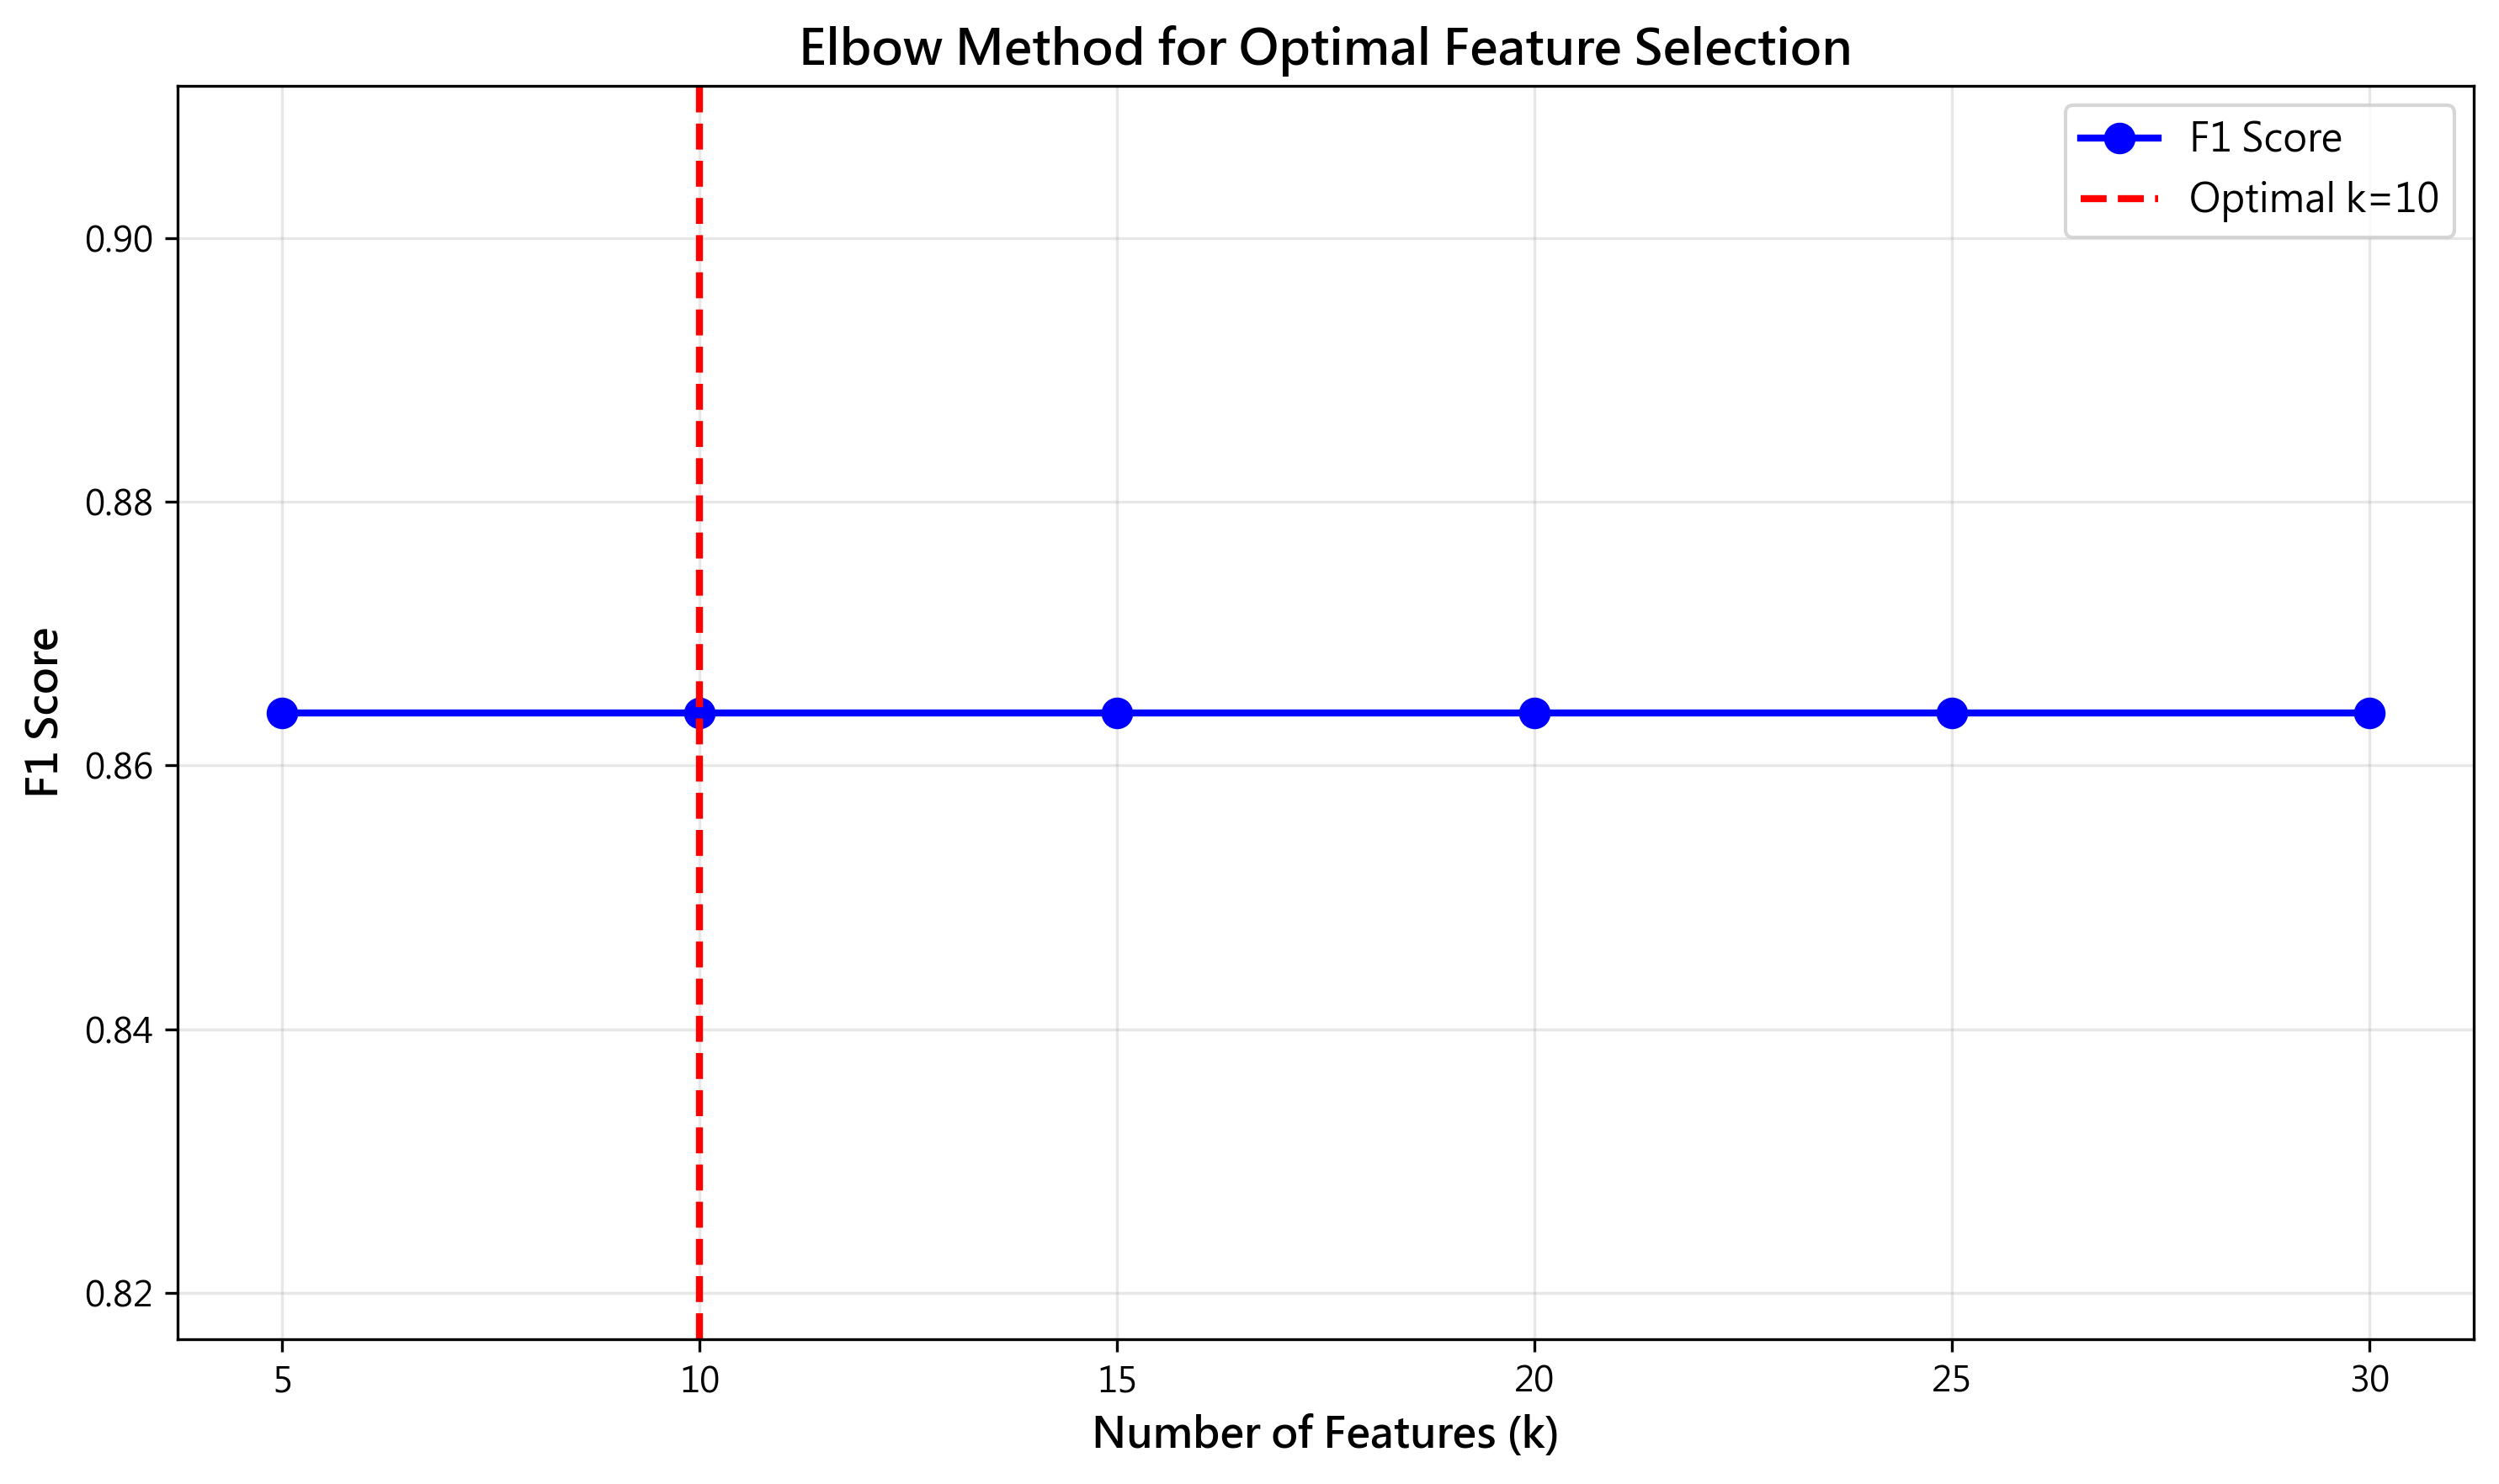 Elbow Method for Optimal Feature Selection
F1 Score
Optimal k=10
0.90
0.88
0.86
0.84
0.82
F1 Score
5 10 15 20 25 30
Number of Features (k)